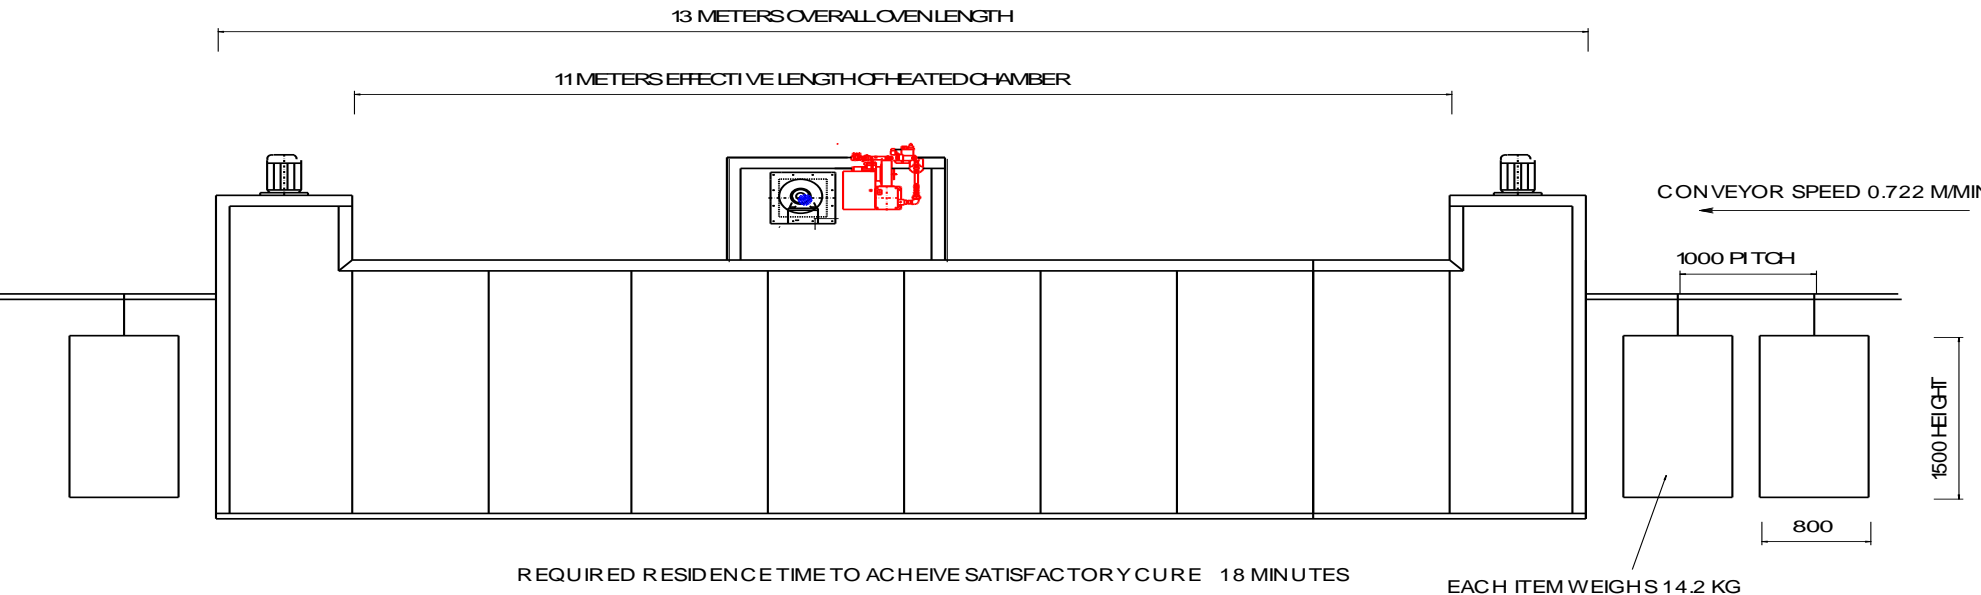 13 METERS OVERALL OVEN LENGTH
11 METERS EFFECTIVE LENGTH OF HEATED CHAMBER
CONVEYOR SPEED 0.722 M/MIN
1000 PITCH
1500 HEIGHT
800
REQUIRED RESIDENCE TIME TO ACHEIVE SATISFACTORY CURE 18 MINUTES
EACH ITEM WEIGHS 14.2 KG